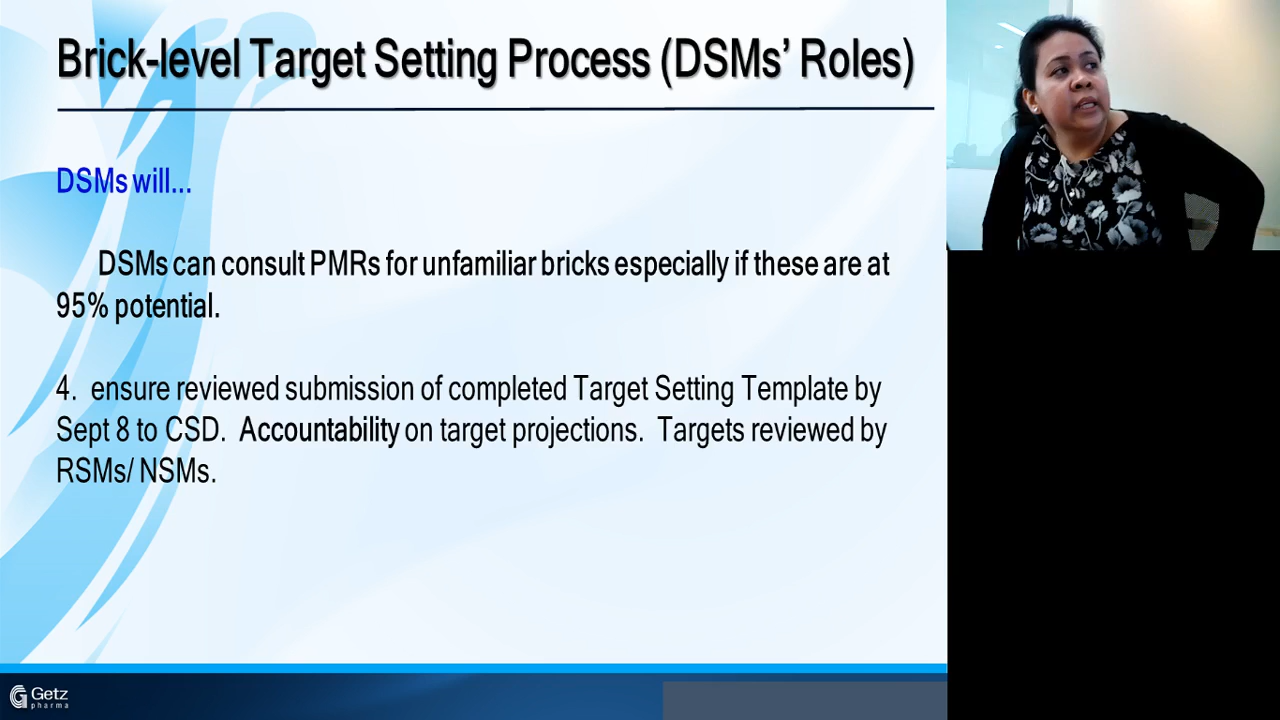 Brick-level Target Setting Process (DSMs’ Roles)
DSMs will...
DSMs can consult PMRs for unfamiliar bricks especially if these are at
95% potential.
4. ensure reviewed submission of completed Target Setting Template by
Sept 8 to CSD. Accountability on target projections. Targets reviewed by
RSMs/ NSMs.
Getz
pharma